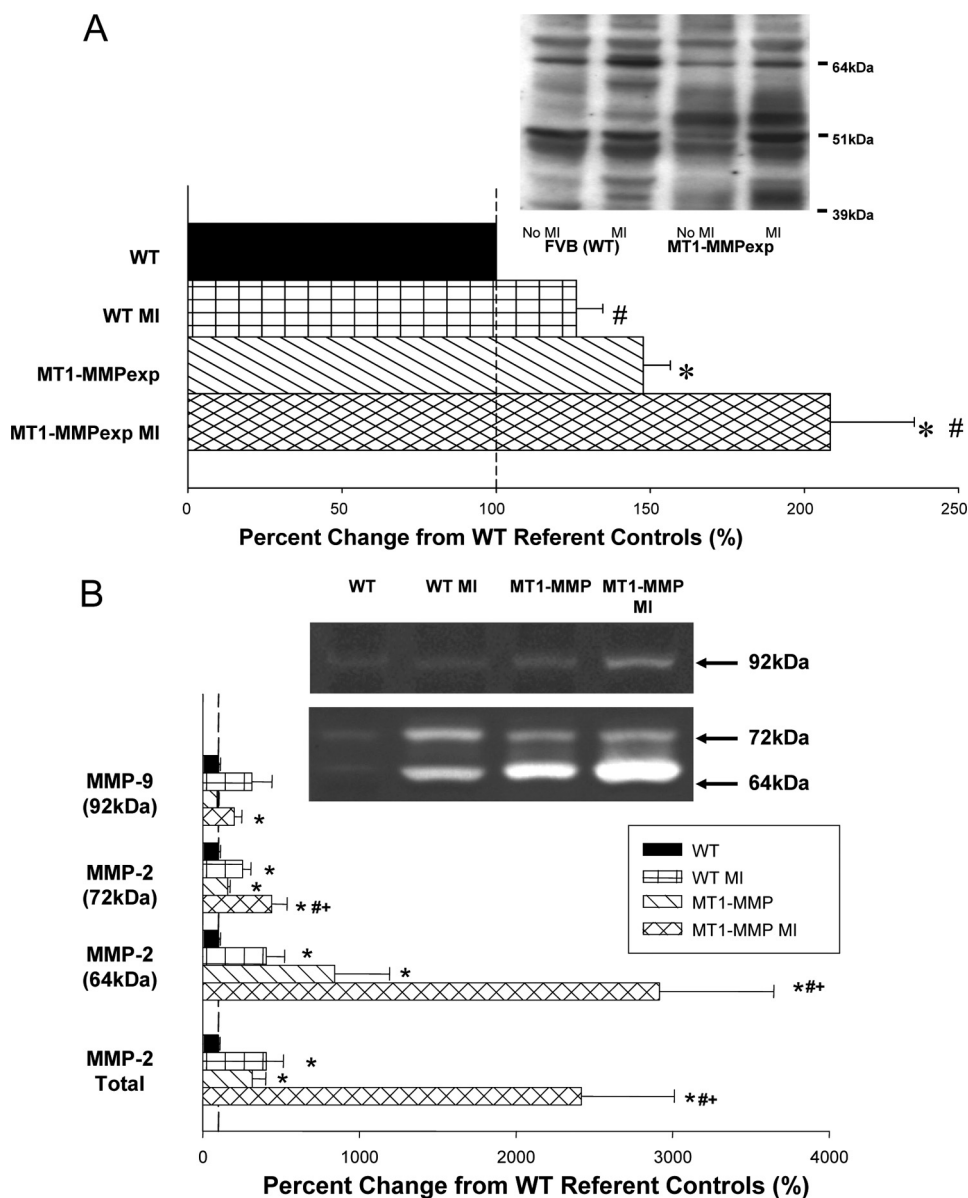 A
64kDa
51kDa
39kDa
No MI MI No MI MI
FVB (WT) MT1-MMPexp
WT
WT MI
#
MT1-MMPexp
*
MT1-MMPexp MI
* #
0 50 100 150 200 250
Percent Change from WT Referent Controls (%)
B
WT WT MI MT1-MMP MT1-MMP
MI
92kDa
72kDa
64kDa
MMP-9
(92kDa)
*
MMP-2
(72kDa)
*
*
* #+
MMP-2
(64kDa)
*
*
*#+
MMP-2
Total
*
*
*#+
WT
WT MI
MT1-MMP
MT1-MMP MI
0 1000 2000 3000 4000
Percent Change from WT Referent Controls (%)